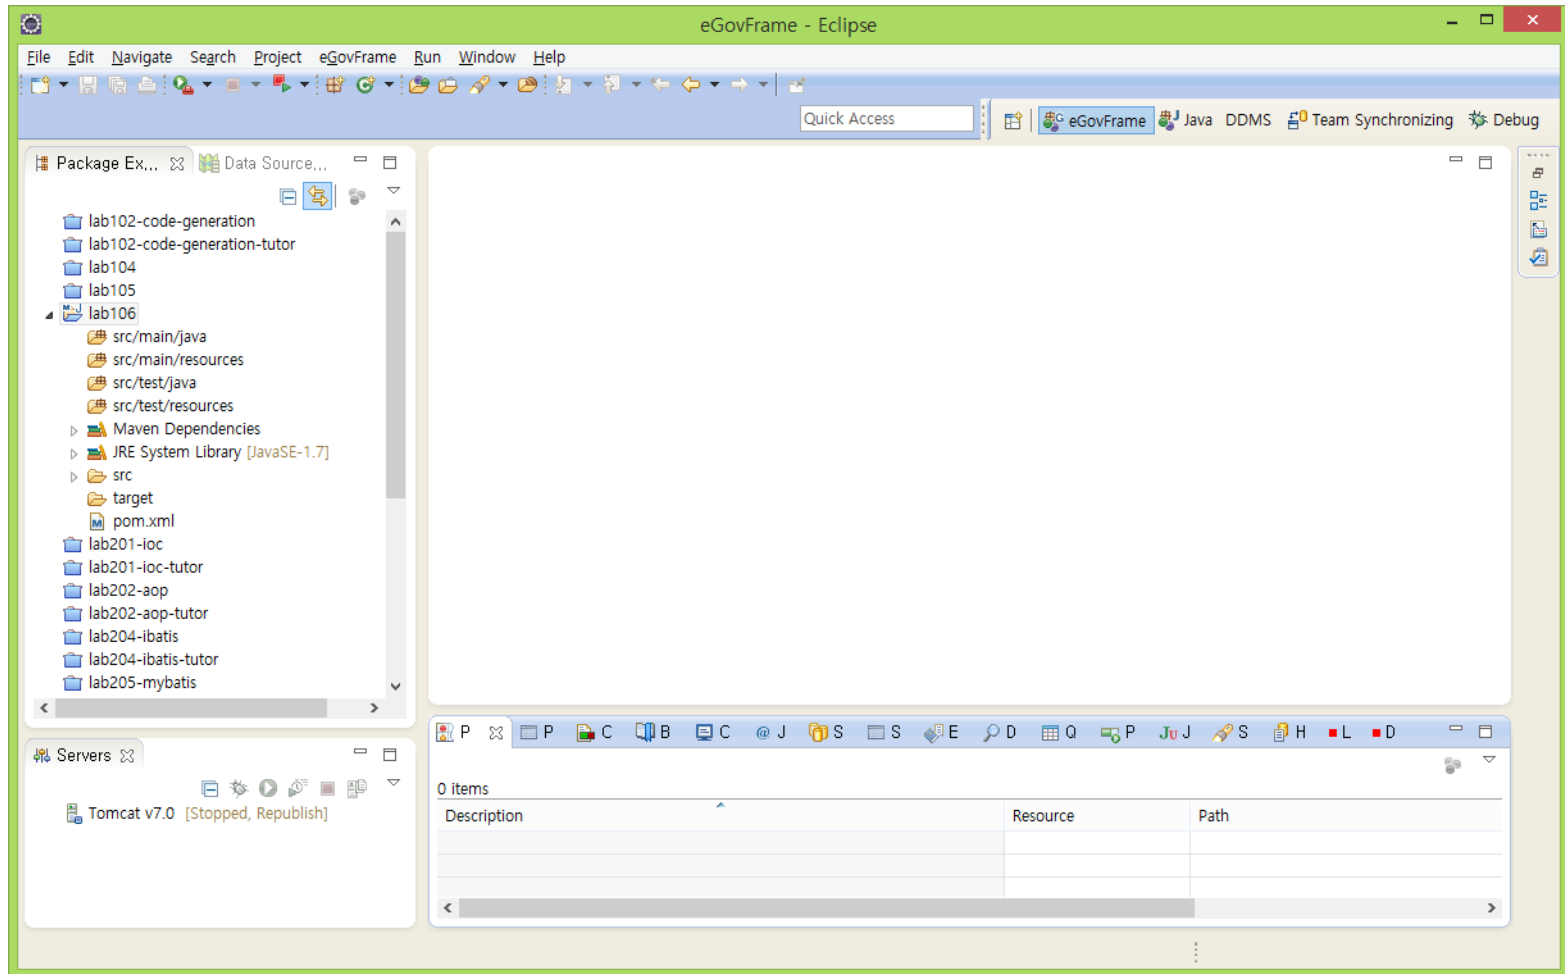 eGovFrame - Eclipse
File Edit Navigate Search Project eGovFrame Run Window Help
Quick Access
eGovFrame Java DDMS Team Synchronizing Debug
Package Ex... Data Source...
lab102-code-generation
lab102-code-generation-tutor
lab104
lab105
lab106
src/main/java
src/main/resources
src/test/java
src/test/resources
Maven Dependencies
JRE System Library [JavaSE-1.7]
src
target
pom.xml
lab201-ioc
lab201-ioc-tutor
lab202-aop
lab202-aop-tutor
lab204-ibatis
lab204-ibatis-tutor
lab205-mybatis
Servers
Tomcat v7.0 [Stopped, Republish]
P P C B C @ J S S E D Q P Ju J S H L D
0 items
Description Resource Path